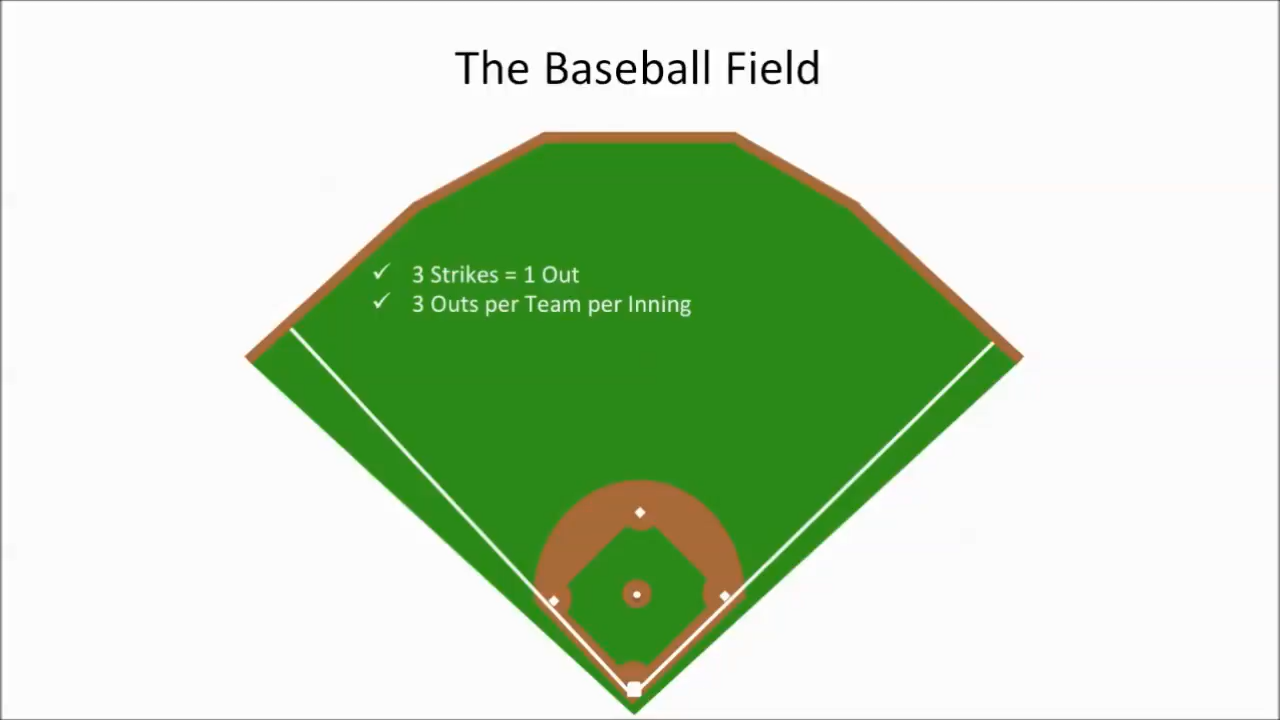 The Baseball Field
✓ 3 Strikes = 1 Out
✓ 3 Outs per Team per Inning